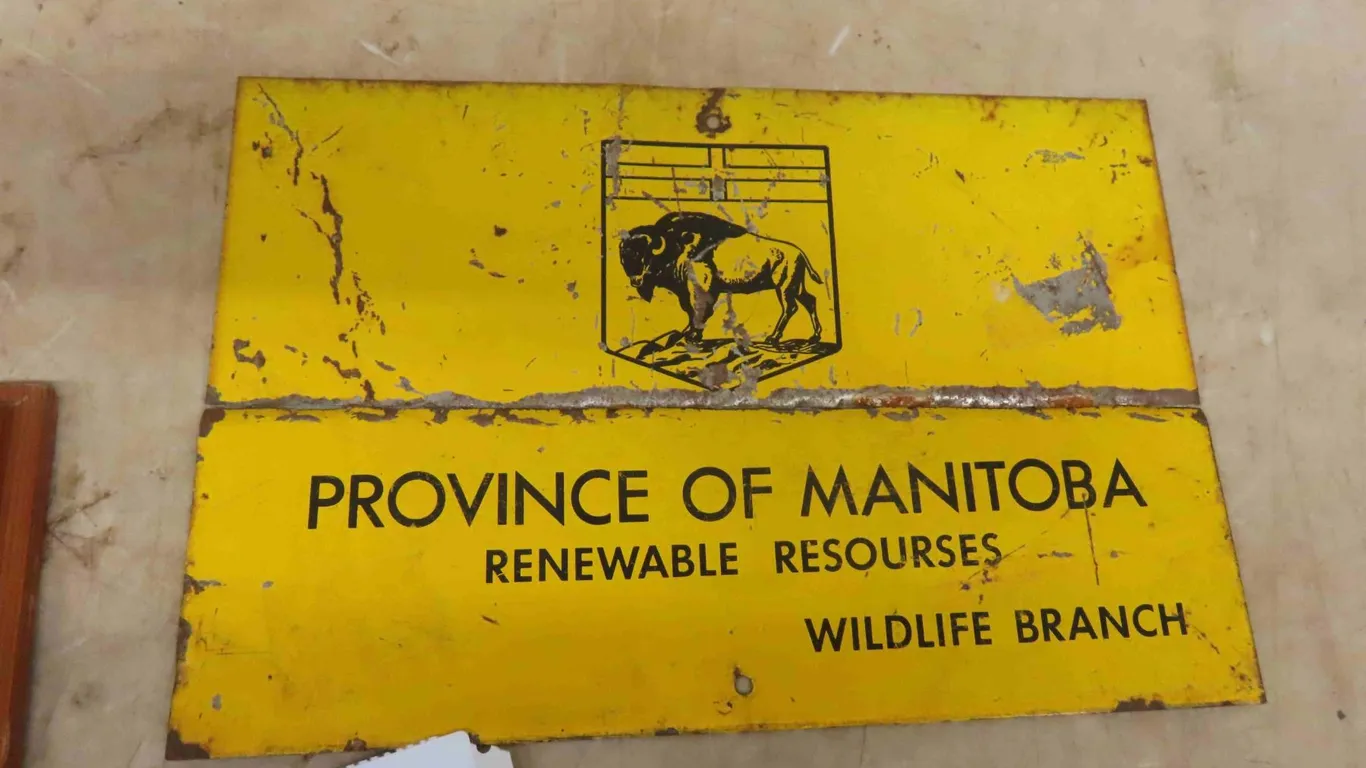 PROVINCE OF MANITOBA
RENEWABLE RESOURSES
WILDLIFE BRANCH